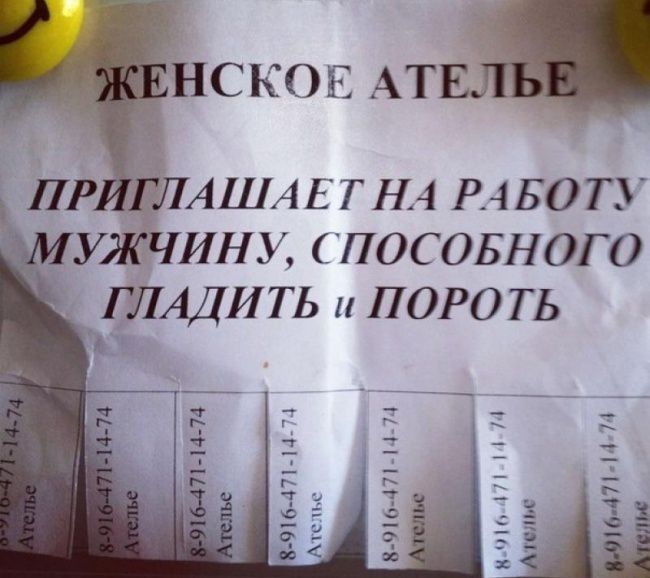 ЖЕНСКОЕ АТЕЛЬЕ
ПРИГЛАШАЕТ НА РАБОТУ
МУЖЧИНУ, СПОСОБНОГО
ГЛАДИТЬ и ПОРОТЬ
8-916-471-14-74
Ателье
8-916-471-14-74
Ателье
8-916-471-14-74
Ателье
8-916-471-14-74
Ателье
8-916-471-14-74
Ателье
8-916-471-14-74
Ателье
8-916-471-14-74
Ателье